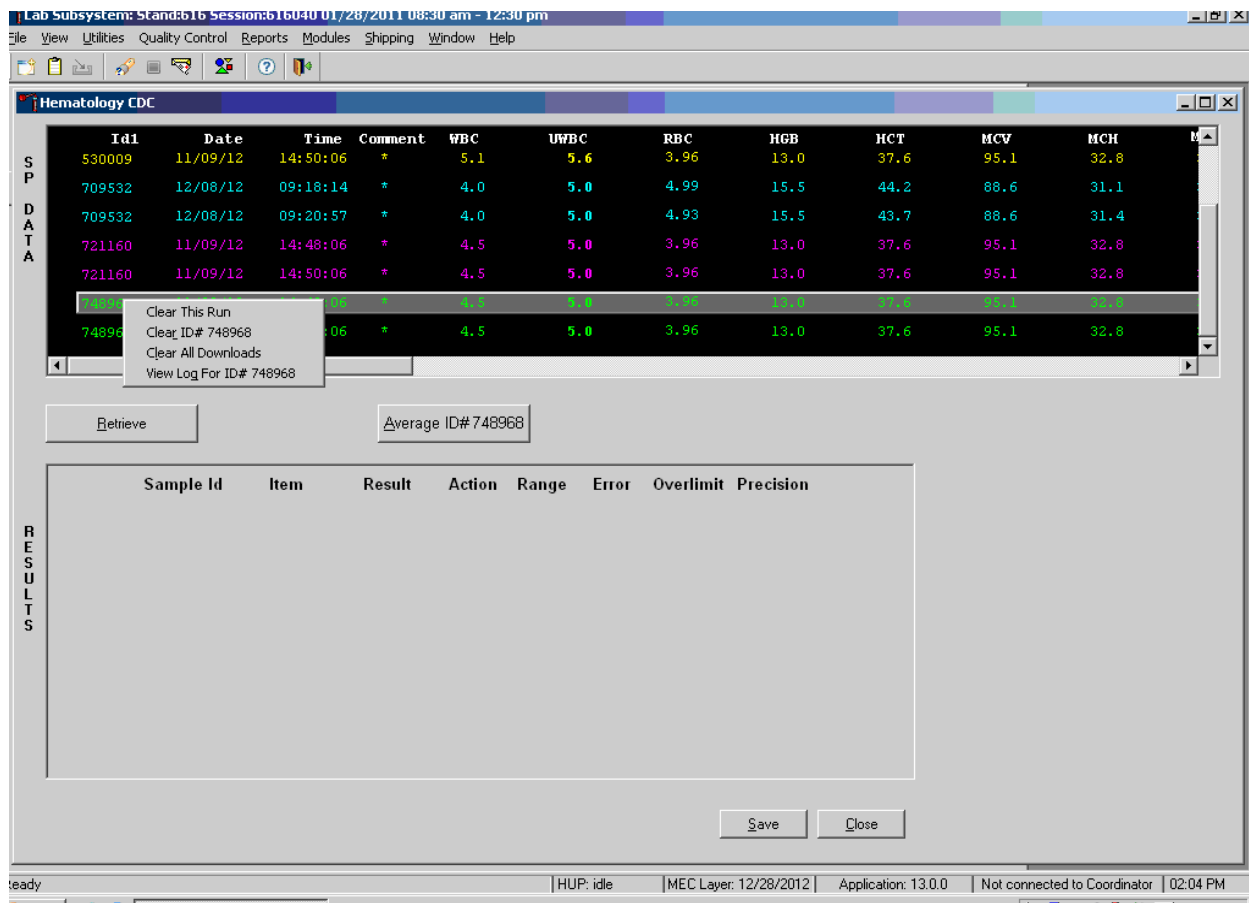 Lab Subsystem: Stand:616 Session:616040 01/28/2011 08:30 am - 12:30 pm
File View Utilities Quality Control Reports Modules Shipping Window Help
Hematology CDC
Id1 Date Time Comment WBC UWBC RBC HGB HCT MCV MCH
530009 11/09/12 14:50:06 * 5.1 5.6 3.96 13.0 37.6 95.1 32.8
709532 12/08/12 09:18:14 * 4.0 5.0 4.99 15.5 44.2 88.6 31.1
709532 12/08/12 09:20:57 * 4.0 5.0 4.93 15.5 43.7 88.6 31.4
721160 11/09/12 14:48:06 * 4.5 5.0 3.96 13.0 37.6 95.1 32.8
721160 11/09/12 14:50:06 * 4.5 5.0 3.96 13.0 37.6 95.1 32.8
74896 :06 * 4.5 5.0 3.96 13.0 37.6 95.1 32.8
74896 :06 * 4.5 5.0 3.96 13.0 37.6 95.1 32.8
SP DATA
Clear This Run
Clear ID# 748968
Clear All Downloads
View Log For ID# 748968
Retrieve
Average ID# 748968
Sample Id Item Result Action Range Error Overlimit Precision
RESULTS
Save Close
HUP: idle MEC Layer: 12/28/2012 Application: 13.0.0 Not connected to Coordinator 02:04 PM